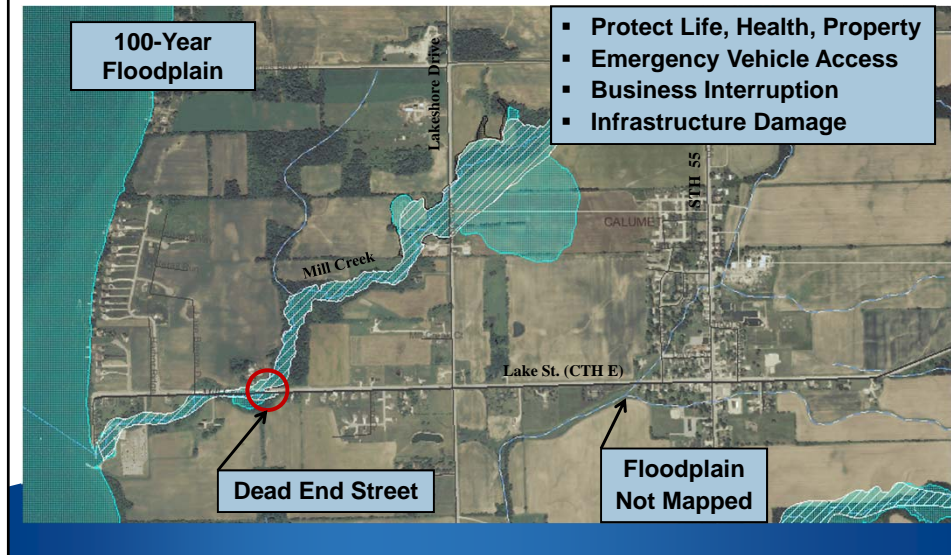 100-Year
Floodplain
▪ Protect Life, Health, Property
▪ Emergency Vehicle Access
▪ Business Interruption
▪ Infrastructure Damage
Lakeshore Drive
STH 55
CALUMET
Mill Creek
Lake St. (CTH E)
Dead End Street
Floodplain
Not Mapped